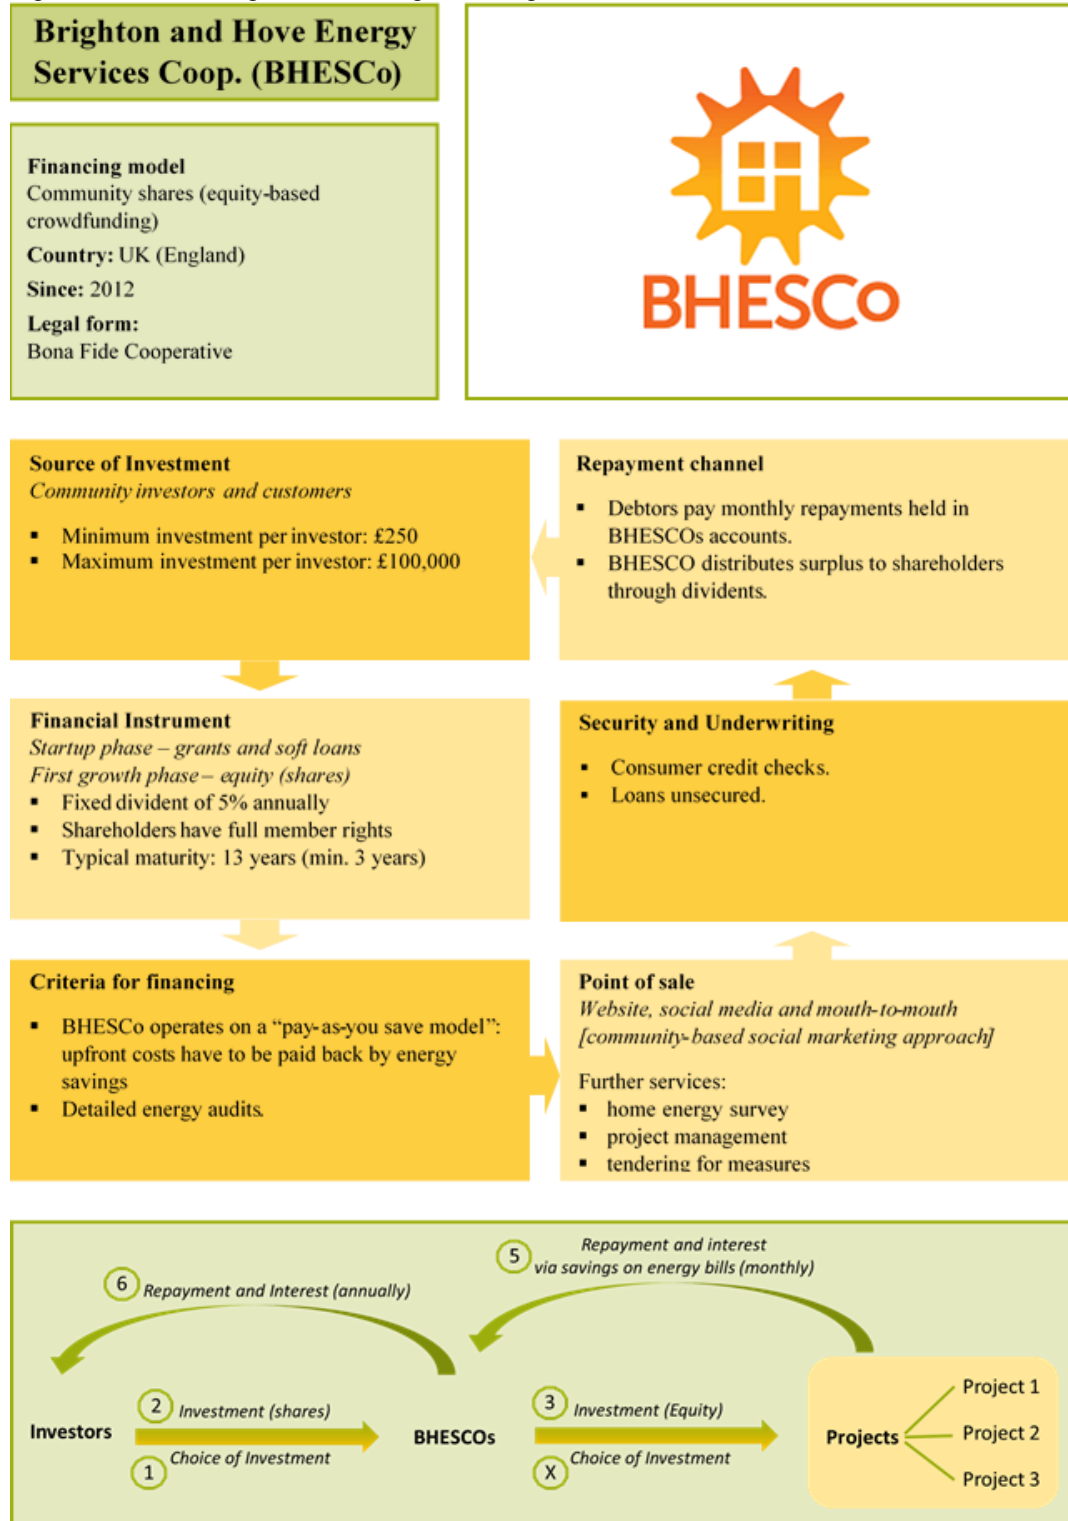 Brighton and Hove Energy
Services Coop. (BHESCo)
Financing model
Community shares (equity-based
crowdfunding)
Country: UK (England)
Since: 2012
Legal form:
Bona Fide Cooperative
BHESCo
Source of Investment
Community investors and customers
▪ Minimum investment per investor: £250
▪ Maximum investment per investor: £100,000
Repayment channel
▪ Debtors pay monthly repayments held in
BHESCOs accounts.
▪ BHESCO distributes surplus to shareholders
through dividents.
Financial Instrument
Startup phase – grants and soft loans
First growth phase – equity (shares)
▪ Fixed divident of 5% annually
▪ Shareholders have full member rights
▪ Typical maturity: 13 years (min. 3 years)
Security and Underwriting
▪ Consumer credit checks.
▪ Loans unsecured.
Criteria for financing
▪ BHESCo operates on a “pay-as-you save model”:
upfront costs have to be paid back by energy
savings
▪ Detailed energy audits.
Point of sale
Website, social media and mouth-to-mouth
[community-based social marketing approach]
Further services:
▪ home energy survey
▪ project management
▪ tendering for measures
5 Repayment and interest
via savings on energy bills (monthly)
6 Repayment and Interest (annually)
2 Investment (shares)
Investors
1 Choice of Investment
BHESCOs
3 Investment (Equity)
X Choice of Investment
Projects
Project 1
Project 2
Project 3